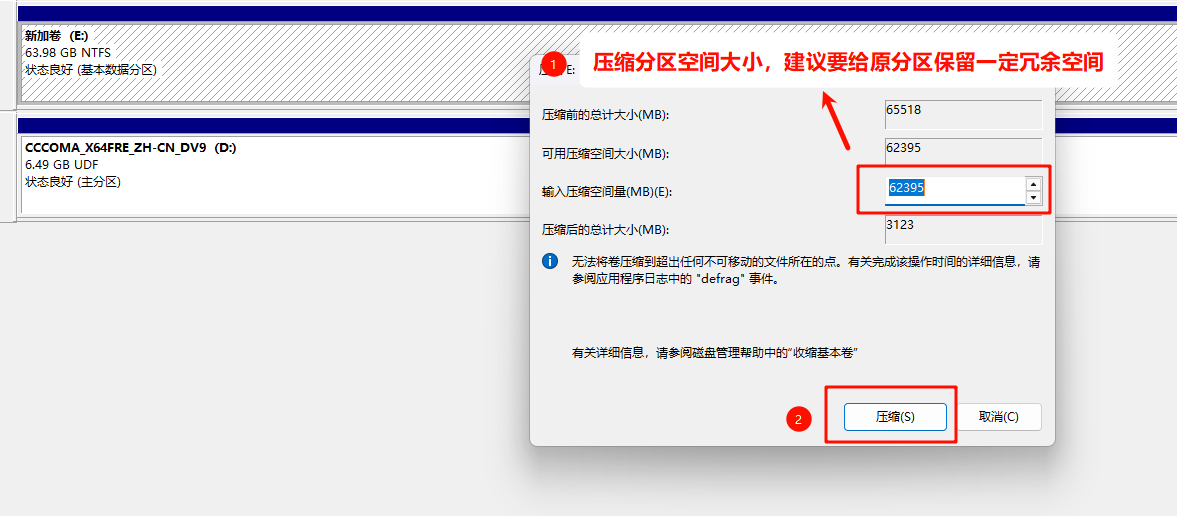 新加卷 (E:)
63.98 GB NTFS
状态良好 (基本数据分区)
CCCOMA_X64FRE_ZH-CN_DV9 (D:)
6.49 GB UDF
状态良好 (主分区)
1
E:
压缩分区空间大小，建议要给原分区保留一定冗余空间
压缩前的总计大小(MB):
65518
可用压缩空间大小(MB):
62395
输入压缩空间量(MB)(E):
62395
压缩后的总计大小(MB):
3123
无法将卷压缩到超出任何不可移动的文件所在的点。有关完成该操作时间的详细信息，请
参阅应用程序日志中的 "defrag" 事件。
有关详细信息，请参阅磁盘管理帮助中的“收缩基本卷”
2
压缩(S)
取消(C)